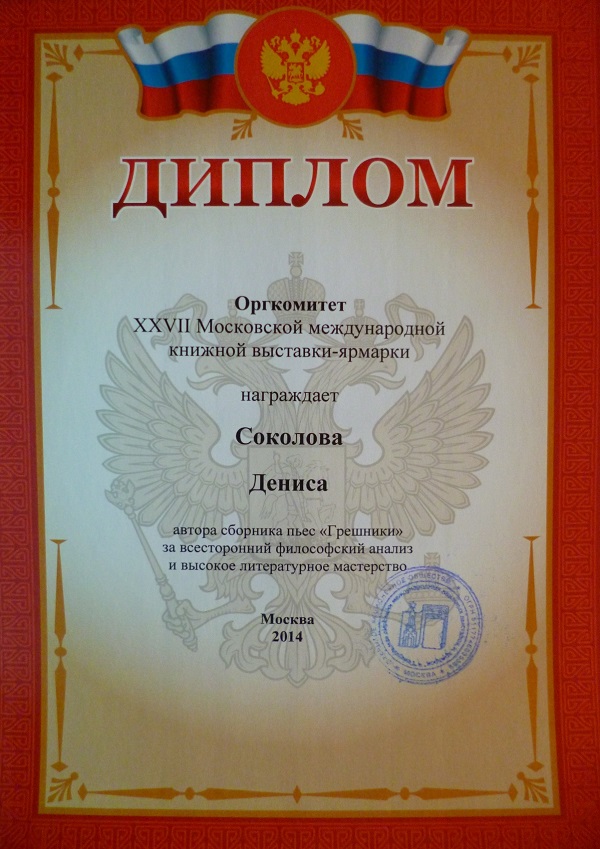 ДИПЛОМ
Оргкомитет
XXVII Московской международной
книжной выставки-ярмарки
награждает
Соколова
Дениса
автора сборника пьес «Грешники»
за всесторонний философский анализ
и высокое литературное мастерство
Москва
2014
МОСКВА